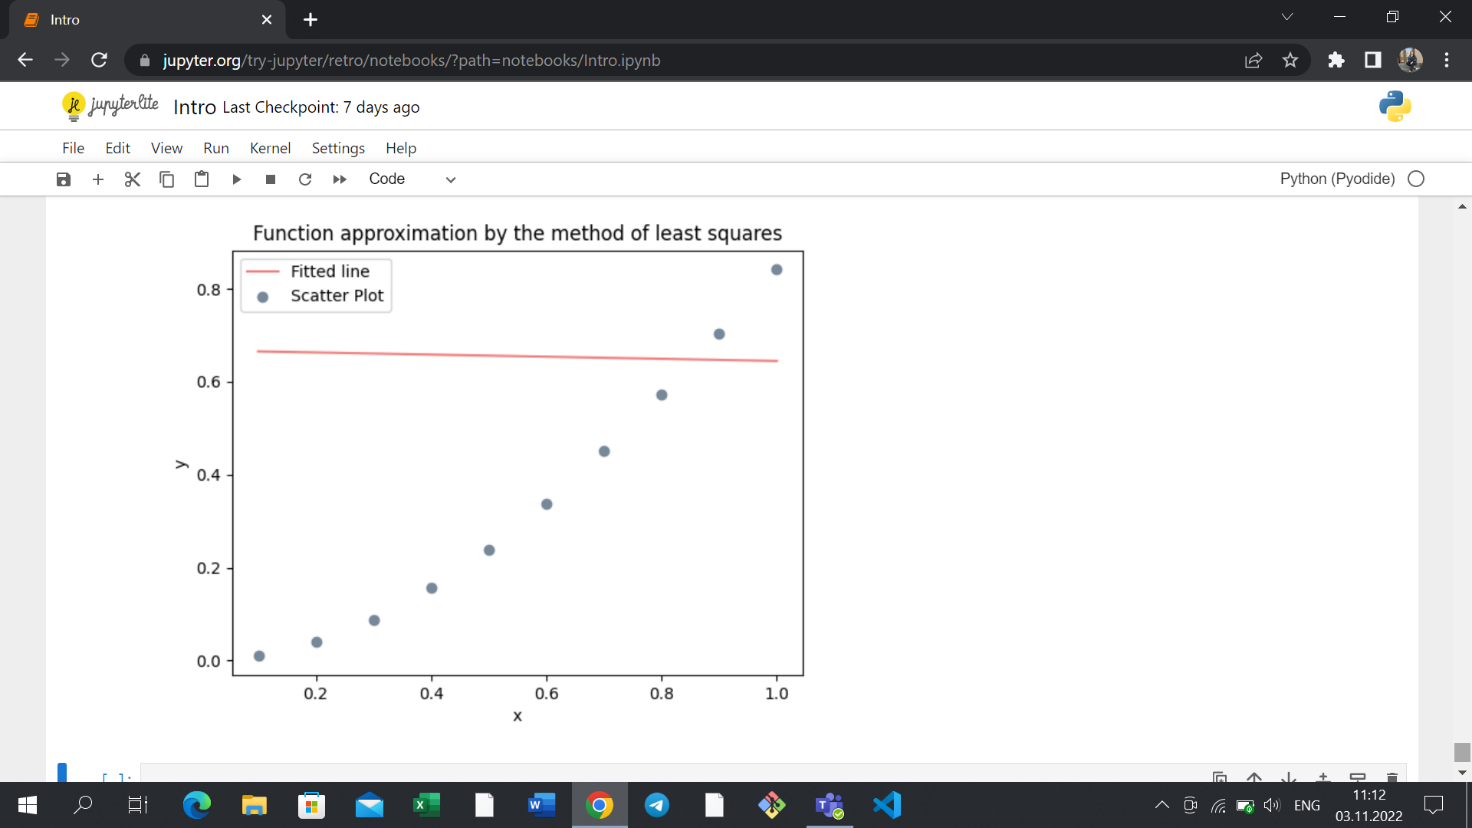 Intro
jupyter.org/try-jupyter/retro/notebooks/?path=notebooks/Intro.ipynb
jupyterlite Intro Last Checkpoint: 7 days ago
File Edit View Run Kernel Settings Help
Code Python (Pyodide)
Function approximation by the method of least squares
Fitted line
Scatter Plot
0.8
0.6
0.4
0.2
0.0
y
0.2 0.4 0.6 0.8 1.0
x
[ ]:
ENG
11:12
03.11.2022